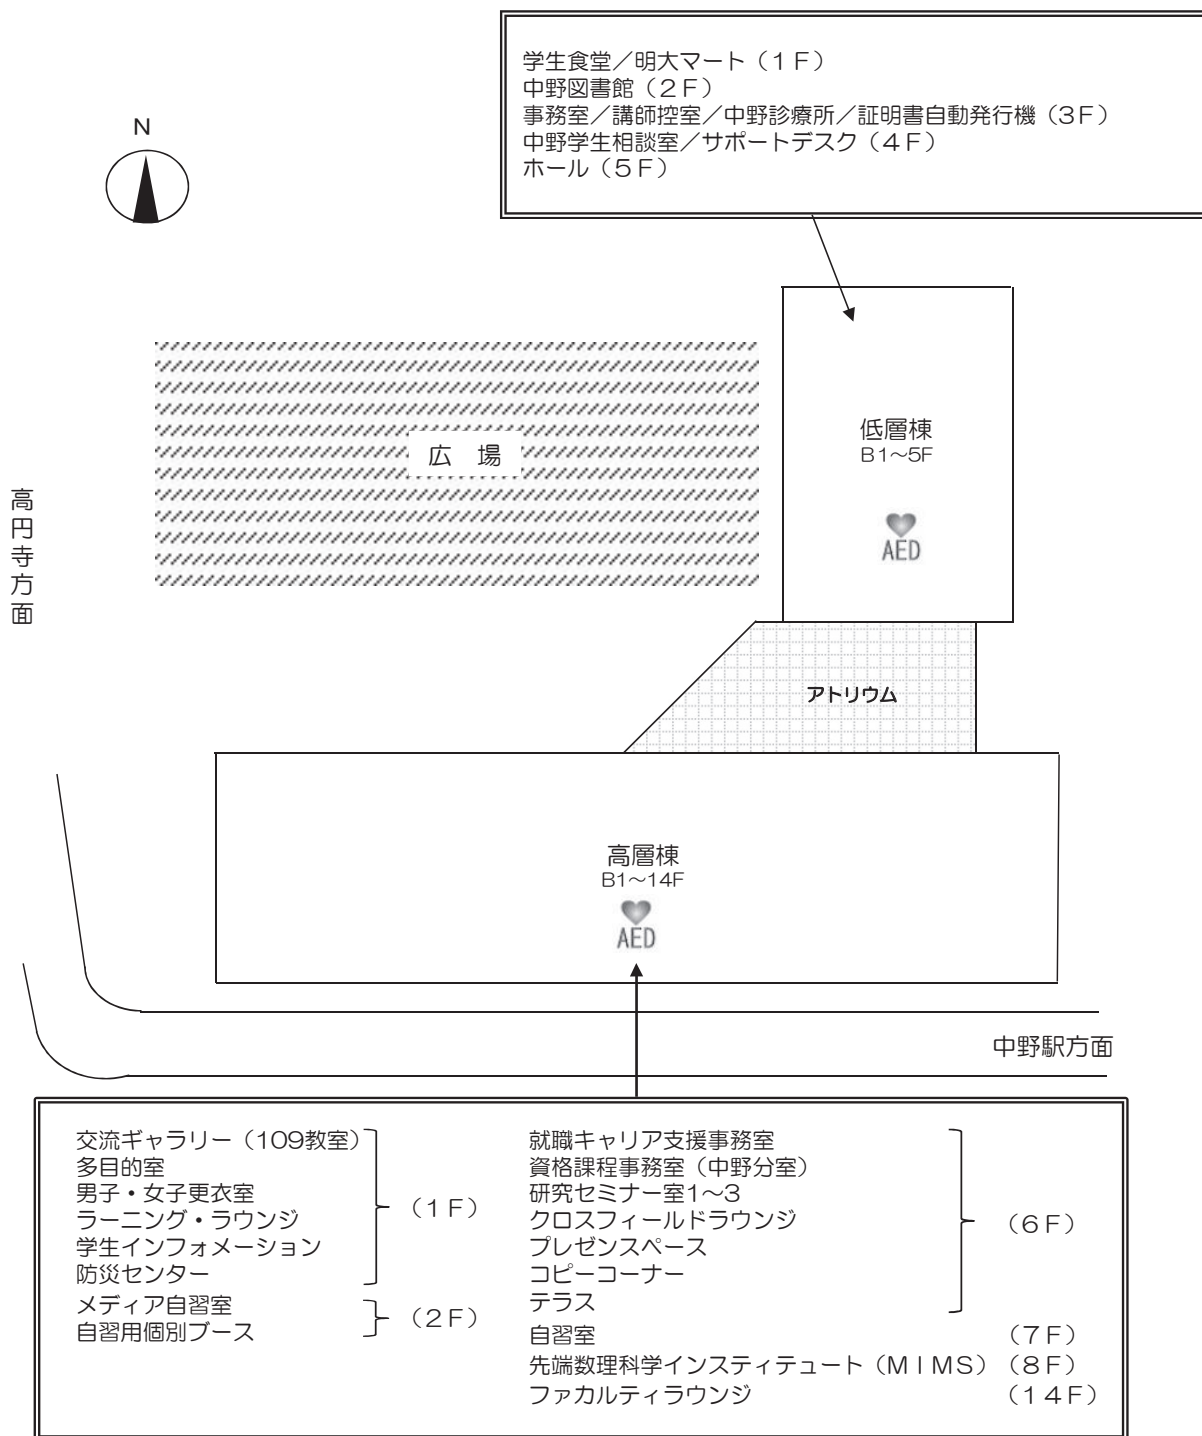 学生食堂／明大マート（１Ｆ）
中野図書館（２Ｆ）
事務室／講師控室／中野診療所／証明書自動発行機（３Ｆ）
中野学生相談室／サポートデスク（４Ｆ）
ホール（５Ｆ）
N
低層棟
B1～5F
AED
広　場
高円寺方面
アトリウム
高層棟
B1～14F
AED
中野駅方面
交流ギャラリー（109教室）
多目的室
男子・女子更衣室
ラーニング・ラウンジ
学生インフォメーション
防災センター
（１Ｆ）
メディア自習室
自習用個別ブース
（２Ｆ）
就職キャリア支援事務室
資格課程事務室（中野分室）
研究セミナー室1～3
クロスフィールドラウンジ
プレゼンスペース
コピーコーナー
テラス
（６Ｆ）
自習室　（７Ｆ）
先端数理科学インスティテュート（ＭＩＭＳ）（８Ｆ）
ファカルティラウンジ　（１４Ｆ）